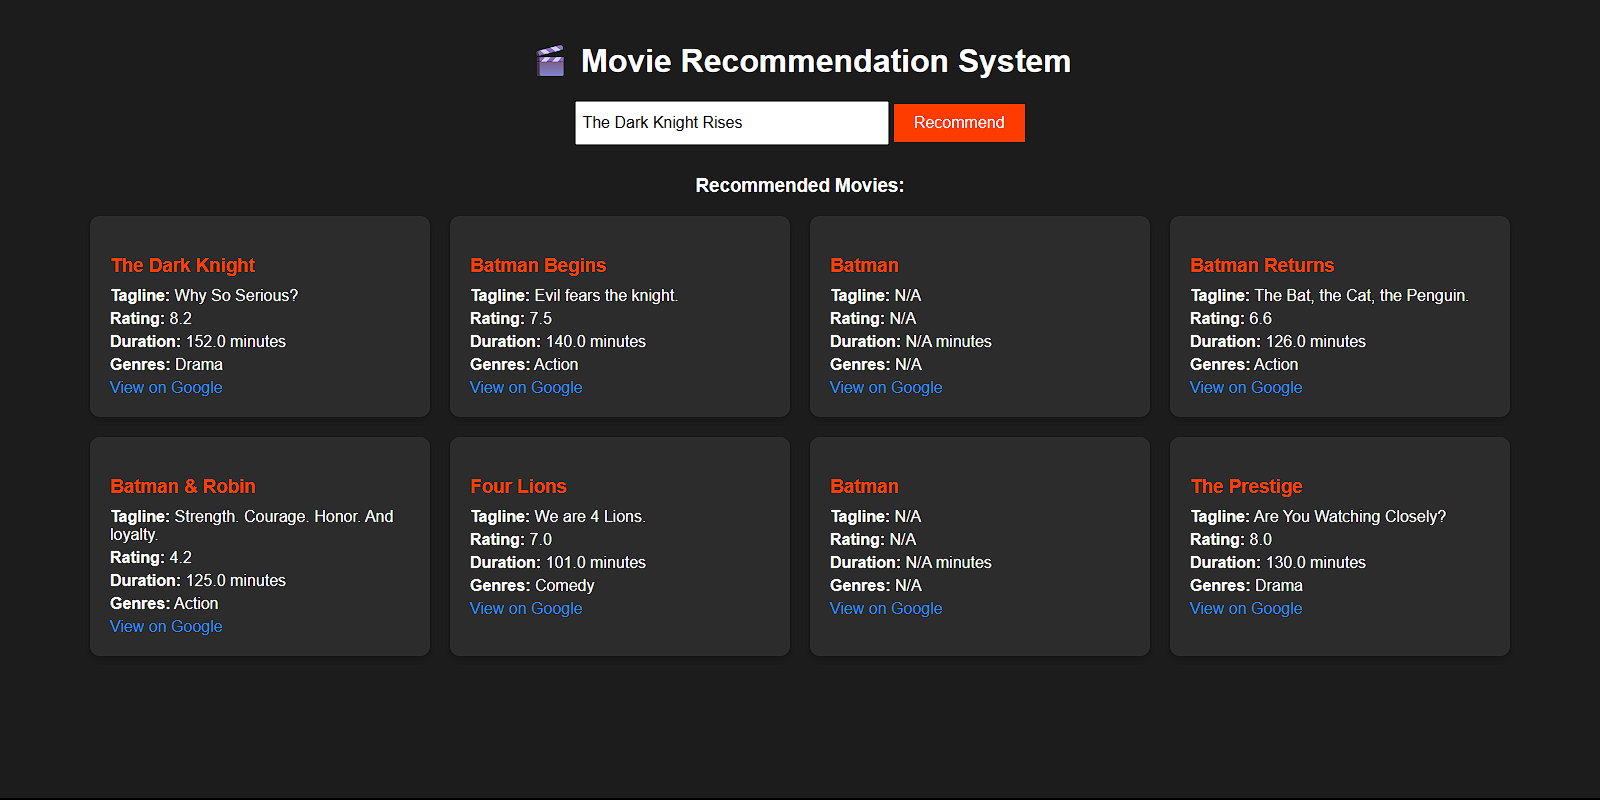 🎬 Movie Recommendation System
The Dark Knight Rises
Recommend
Recommended Movies:
The Dark Knight
Tagline: Why So Serious?
Rating: 8.2
Duration: 152.0 minutes
Genres: Drama
View on Google
Batman Begins
Tagline: Evil fears the knight.
Rating: 7.5
Duration: 140.0 minutes
Genres: Action
View on Google
Batman
Tagline: N/A
Rating: N/A
Duration: N/A minutes
Genres: N/A
View on Google
Batman Returns
Tagline: The Bat, the Cat, the Penguin.
Rating: 6.6
Duration: 126.0 minutes
Genres: Action
View on Google
Batman & Robin
Tagline: Strength. Courage. Honor. And
loyalty.
Rating: 4.2
Duration: 125.0 minutes
Genres: Action
View on Google
Four Lions
Tagline: We are 4 Lions.
Rating: 7.0
Duration: 101.0 minutes
Genres: Comedy
View on Google
Batman
Tagline: N/A
Rating: N/A
Duration: N/A minutes
Genres: N/A
View on Google
The Prestige
Tagline: Are You Watching Closely?
Rating: 8.0
Duration: 130.0 minutes
Genres: Drama
View on Google